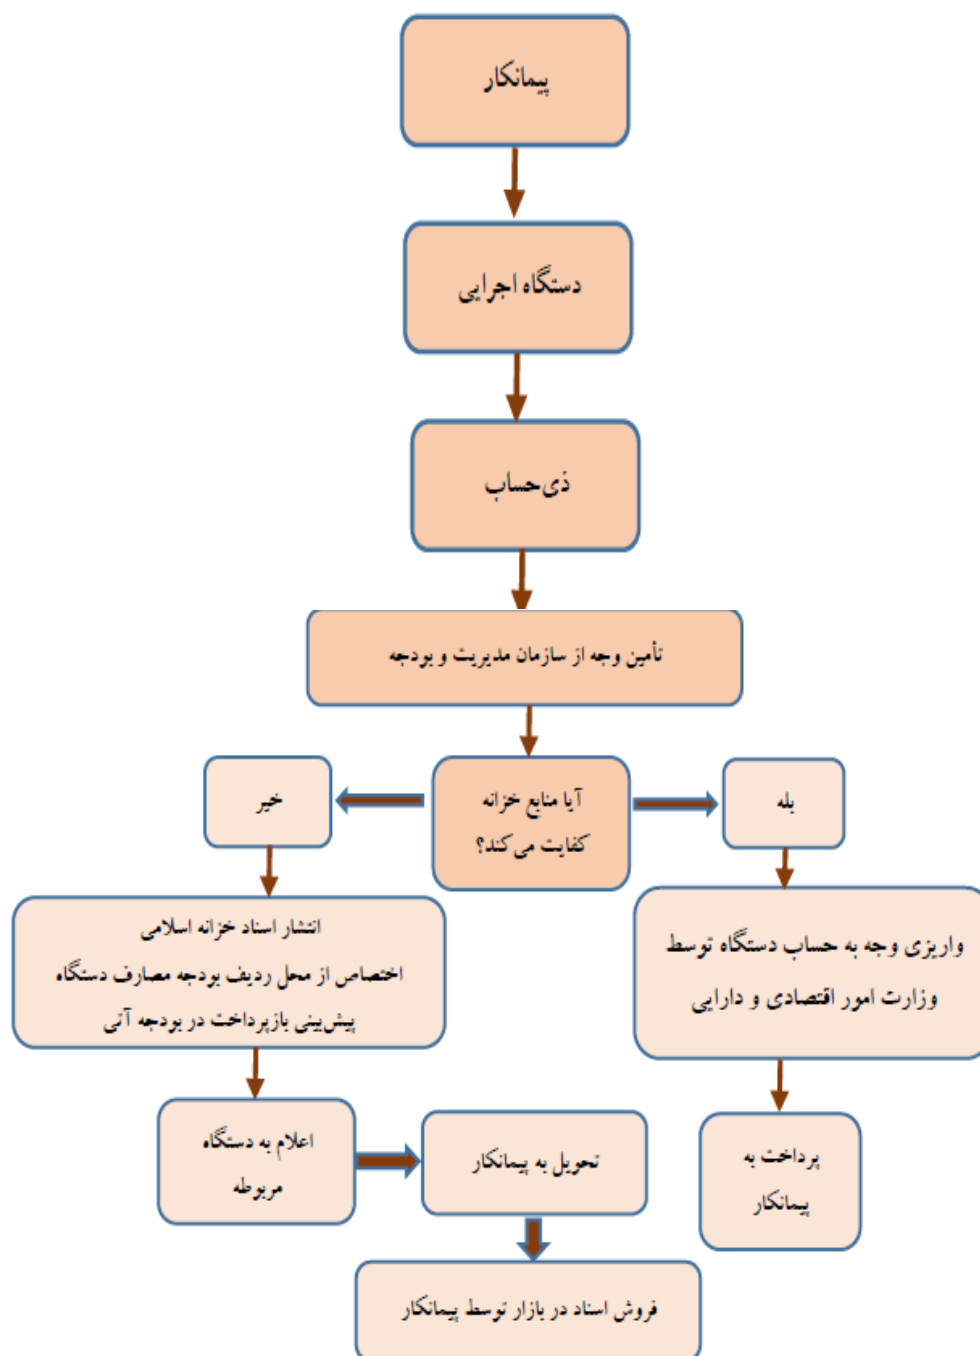 پیمانکار
دستگاه اجرایی
ذی‌حساب
تأمین وجه از سازمان مدیریت و بودجه
آیا منابع خزانه
کفایت می‌کند؟
بله
خیر
واریزی وجه به حساب دستگاه توسط
وزارت امور اقتصادی و دارایی
پرداخت به
پیمانکار
انتشار اسناد خزانه اسلامی
اختصاص از محل ردیف بودجه مصارف دستگاه
پیش‌بینی بازپرداخت در بودجه آتی
اعلام به دستگاه
مربوطه
تحویل به پیمانکار
فروش اسناد در بازار توسط پیمانکار